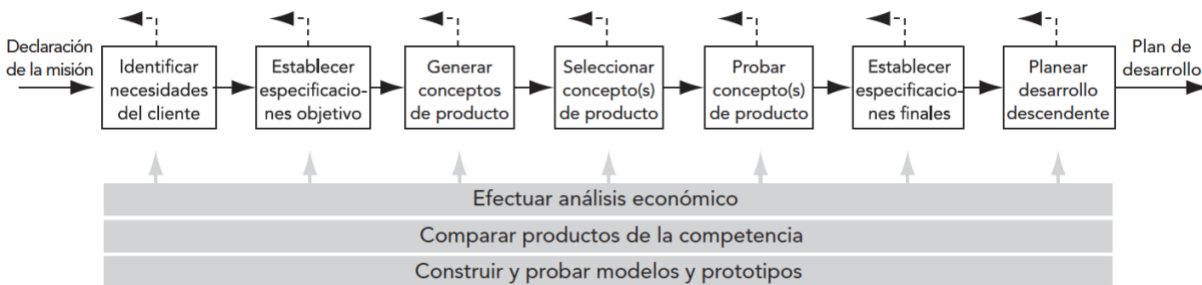 Declaración
de la misión
Identificar
necesidades
del cliente
Establecer
especificacio-
nes objetivo
Generar
conceptos
de producto
Seleccionar
concepto(s)
de producto
Probar
concepto(s)
de producto
Establecer
especificacio-
nes finales
Planear
desarrollo
descendente
Plan de
desarrollo
Efectuar análisis económico
Comparar productos de la competencia
Construir y probar modelos y prototipos